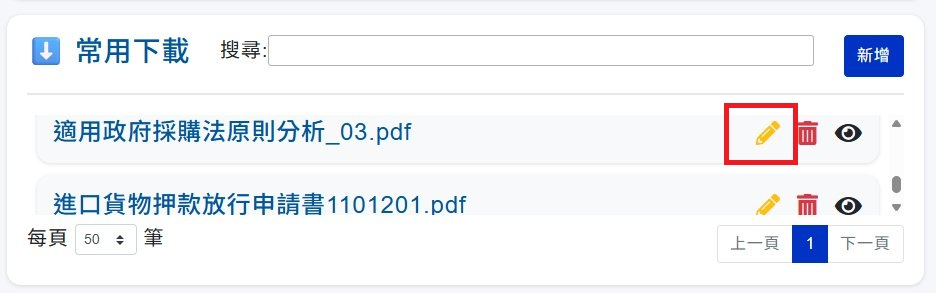 常用下載 搜尋: 新增
適用政府採購法原則分析_03.pdf
進口貨物押款放行申請書1101201.pdf
每頁 50 筆 上一頁 1 下一頁